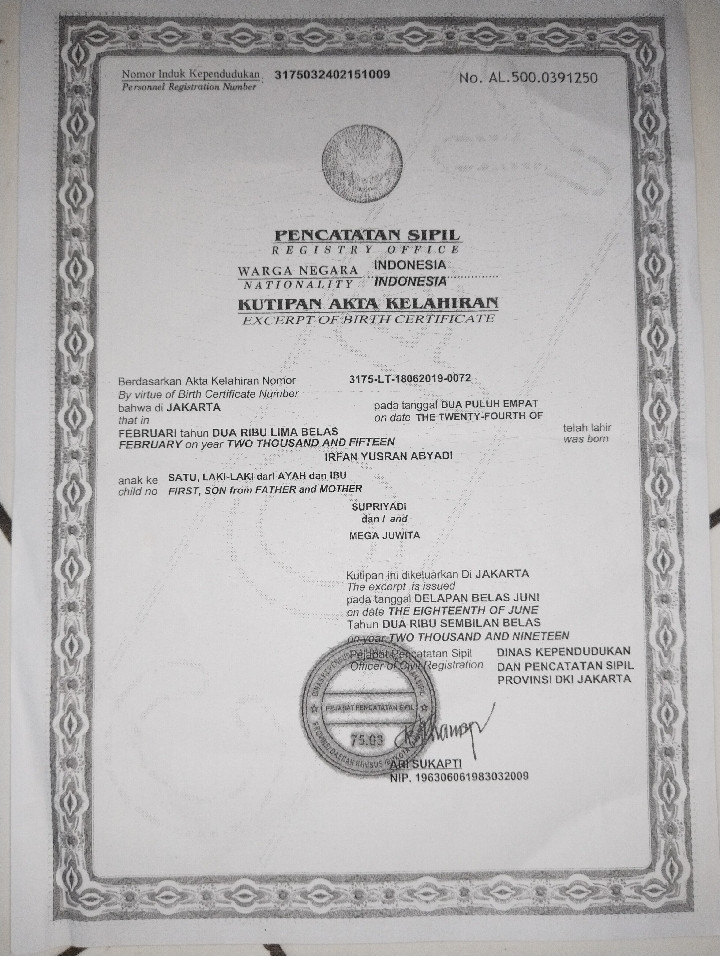 Nomor Induk Kependudukan 3175032402151009
Personnel Registration Number
No. AL.500.0391250
PENCATATAN SIPIL
REGISTRY OFFICE
WARGA NEGARA INDONESIA
NATIONALITY INDONESIA
KUTIPAN AKTA KELAHIRAN
EXCERPT OF BIRTH CERTIFICATE
Berdasarkan Akta Kelahiran Nomor 3175-LT-18062019-0072
By virtue of Birth Certificate Number
bahwa di JAKARTA pada tanggal DUA PULUH EMPAT
that in on date THE TWENTY-FOURTH OF
FEBRUARI tahun DUA RIBU LIMA BELAS telah lahir
FEBRUARY on year TWO THOUSAND AND FIFTEEN was born
IRFAN YUSRAN ABYADI
anak ke SATU, LAKI-LAKI dari AYAH dan IBU
child no FIRST, SON from FATHER and MOTHER
SUPRIYADI
dan / and
MEGA JUWITA
Kutipan ini dikeluarkan Di JAKARTA
The excerpt is issued
pada tanggal DELAPAN BELAS JUNI
on date THE EIGHTEENTH OF JUNE
Tahun DUA RIBU SEMBILAN BELAS
on year TWO THOUSAND AND NINETEEN
Pejabat Pencatatan Sipil DINAS KEPENDUDUKAN
Officer of Civil Registration DAN PENCATATAN SIPIL
PROVINSI DKI JAKARTA
PEJABAT PENCATATAN SIPIL
75.03
ARI SUKAPTI
NIP. 196306061983032009